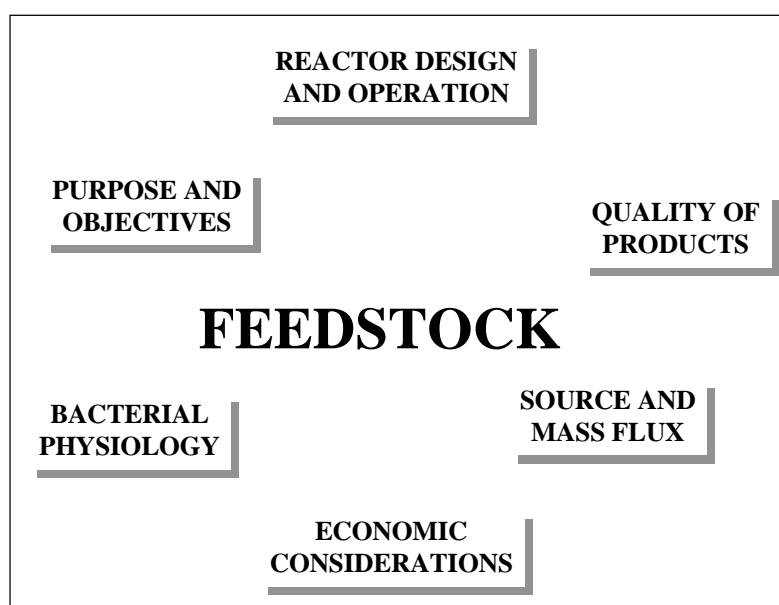 REACTOR DESIGN
AND OPERATION
PURPOSE AND
OBJECTIVES
QUALITY OF
PRODUCTS
FEEDSTOCK
BACTERIAL
PHYSIOLOGY
SOURCE AND
MASS FLUX
ECONOMIC
CONSIDERATIONS